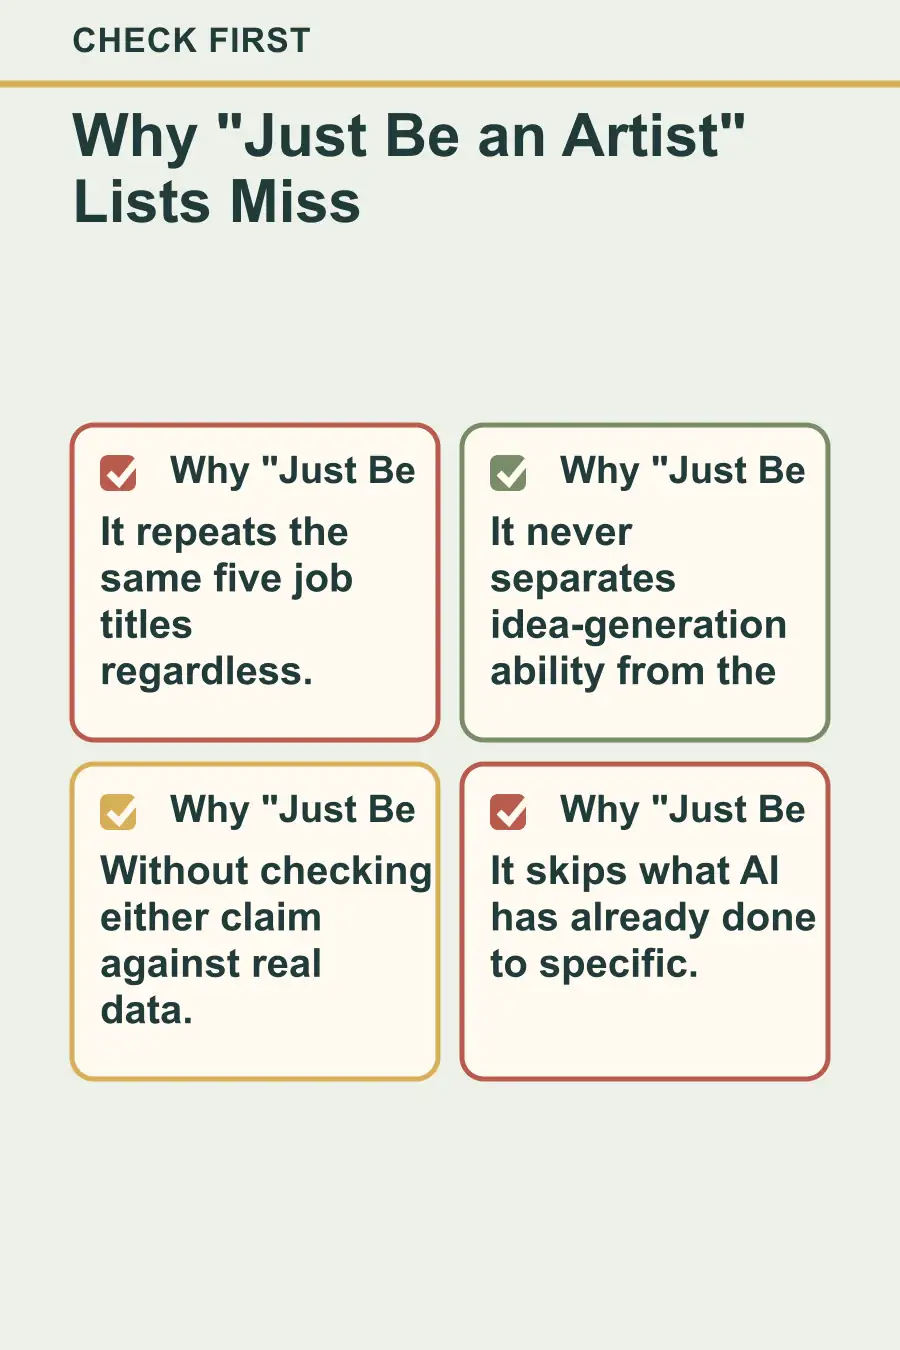 CHECK FIRST
Why "Just Be an Artist"
Lists Miss
Why "Just Be
It repeats the
same five job
titles
regardless.
Why "Just Be
It never
separates
idea-generation
ability from the
Why "Just Be
Without checking
either claim
against real
data.
Why "Just Be
It skips what AI
has already done
to specific.